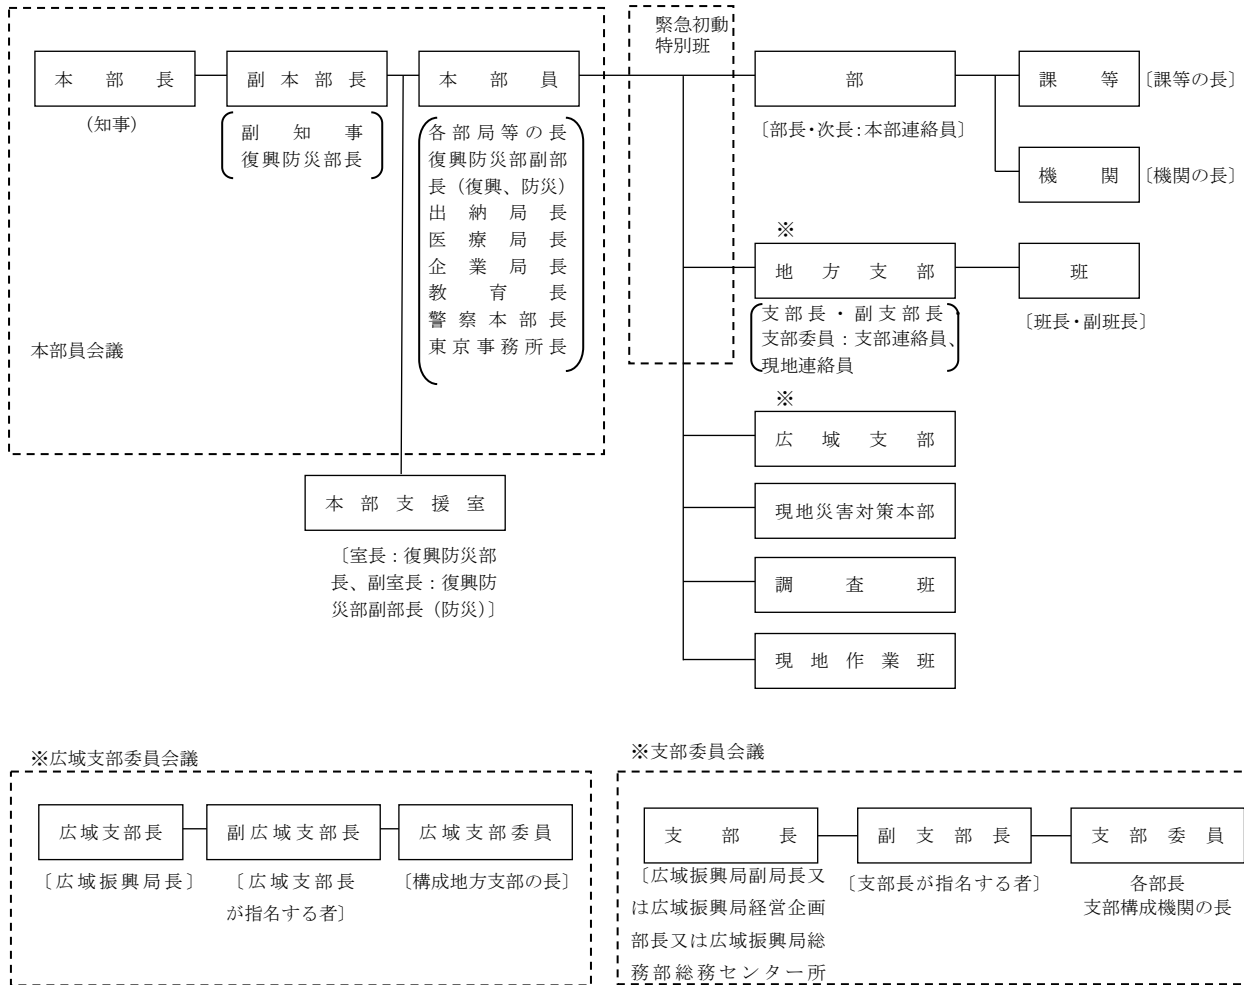 緊急初動
特別班
本部長
副本部長
本部員
部
課等
〔課等の長〕
(知事)
副知事
復興防災部長
各部局等の長
復興防災部副部
長(復興、防災)
出納局長
医療局長
企業局長
教育長
警察本部長
東京事務所長
〔部長・次長:本部連絡員〕
機関
〔機関の長〕
※
地方支部
班
支部長・副支部長
支部委員:支部連絡員、
現地連絡員
〔班長・副班長〕
本部員会議
※
広域支部
本部支援室
現地災害対策本部
〔室長:復興防災部
長、副室長:復興防
災部副部長(防災)〕
調査班
現地作業班
※広域支部委員会議
広域支部長
副広域支部長
広域支部委員
〔広域振興局長〕
〔広域支部長
が指名する者〕
〔構成地方支部の長〕
※支部委員会議
支部長
副支部長
支部委員
〔広域振興局副局長又
は広域振興局経営企画
部長又は広域振興局総
務部総務センター所
〔支部長が指名する者〕
各部長
支部構成機関の長